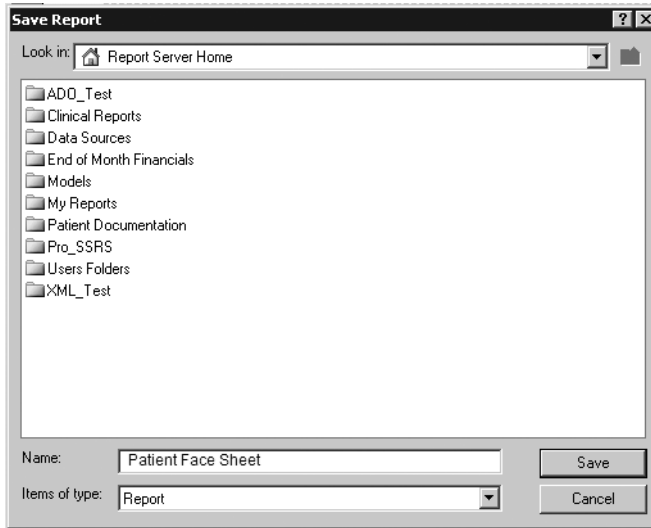 Save Report
Look in: Report Server Home
ADO_Test
Clinical Reports
Data Sources
End of Month Financials
Models
My Reports
Patient Documentation
Pro_SSRS
Users Folders
XML_Test
Name: Patient Face Sheet
Save
Items of type: Report
Cancel